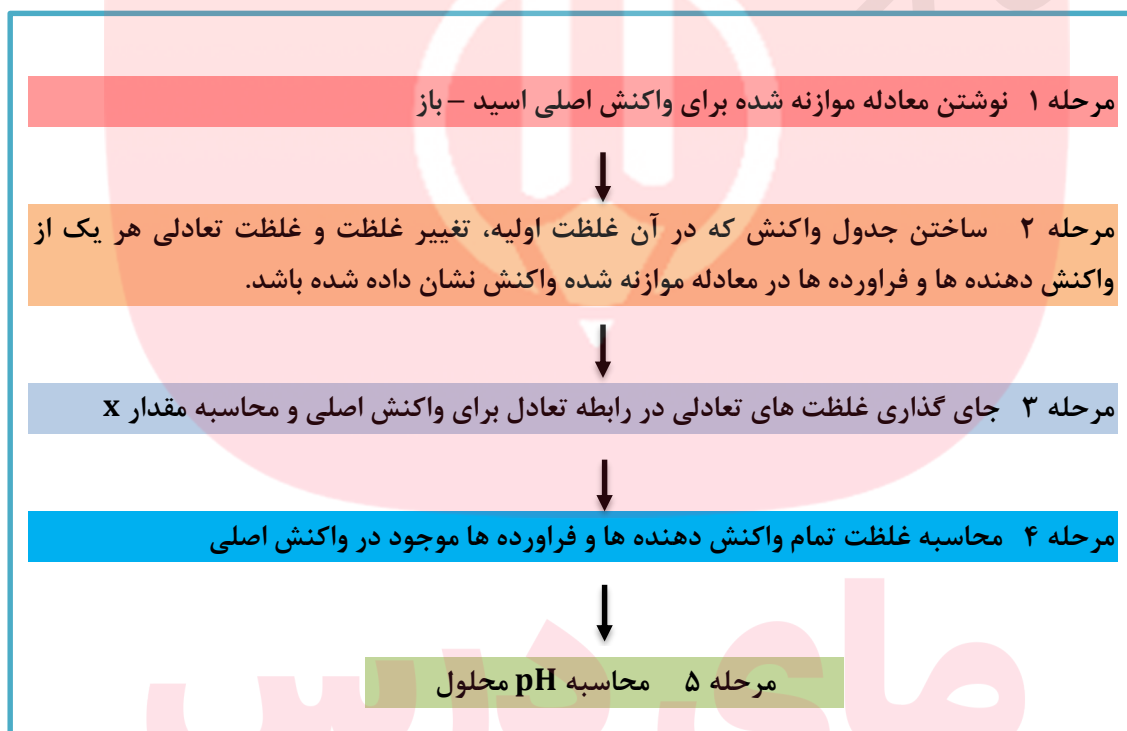 مرحله ۱ نوشتن معادله موازنه شده برای واکنش اصلی اسید – باز
مرحله ۲ ساختن جدول واکنش که در آن غلظت اولیه، تغییر غلظت و غلظت تعادلی هر یک از
واکنش دهنده ها و فراورده ها در معادله موازنه شده واکنش نشان داده شده باشد.
مرحله ۳ جای گذاری غلظت های تعادلی در رابطه تعادل برای واکنش اصلی و محاسبه مقدار x
مرحله ۴ محاسبه غلظت تمام واکنش دهنده ها و فراورده ها موجود در واکنش اصلی
مرحله ۵ محاسبه pH محلول
مای درس